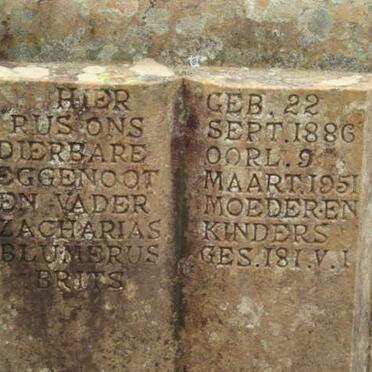 HIER
RUS ONS
DIERBARE
EGGENOOT
EN VADER
ZACHARIAS
BLUMERUS
BRITS
GEB. 22
SEPT. 1886
OORL. 9
MAART. 1951
MOEDER. EN
KINDERS
GES. 181. V. 1